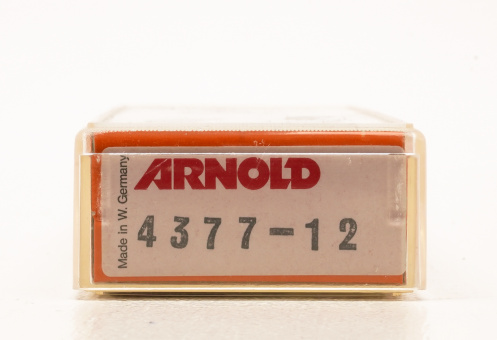 Made in W. Germany
ARNOLD
4377-12